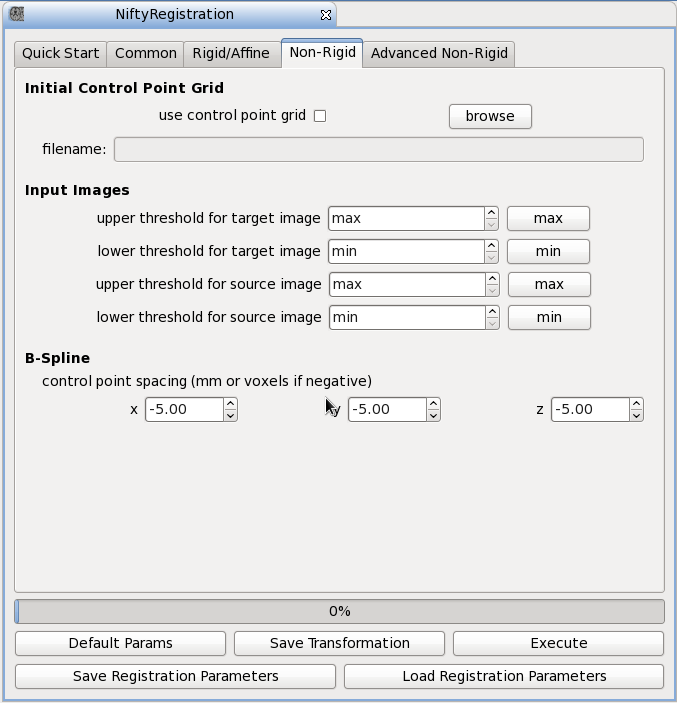 NiftyRegistration
Quick Start Common Rigid/Affine Non-Rigid Advanced Non-Rigid
Initial Control Point Grid
use control point grid browse
filename:
Input Images
upper threshold for target image max max
lower threshold for target image min min
upper threshold for source image max max
lower threshold for source image min min
B-Spline
control point spacing (mm or voxels if negative)
x -5.00 y -5.00 z -5.00
0%
Default Params Save Transformation Execute
Save Registration Parameters Load Registration Parameters